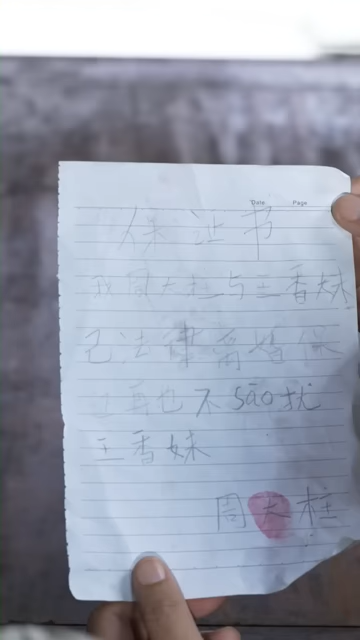 Date Page
保证书
我周大柱与王香妹
己法律离婚保
证再也不sāo扰
王香妹
周大柱